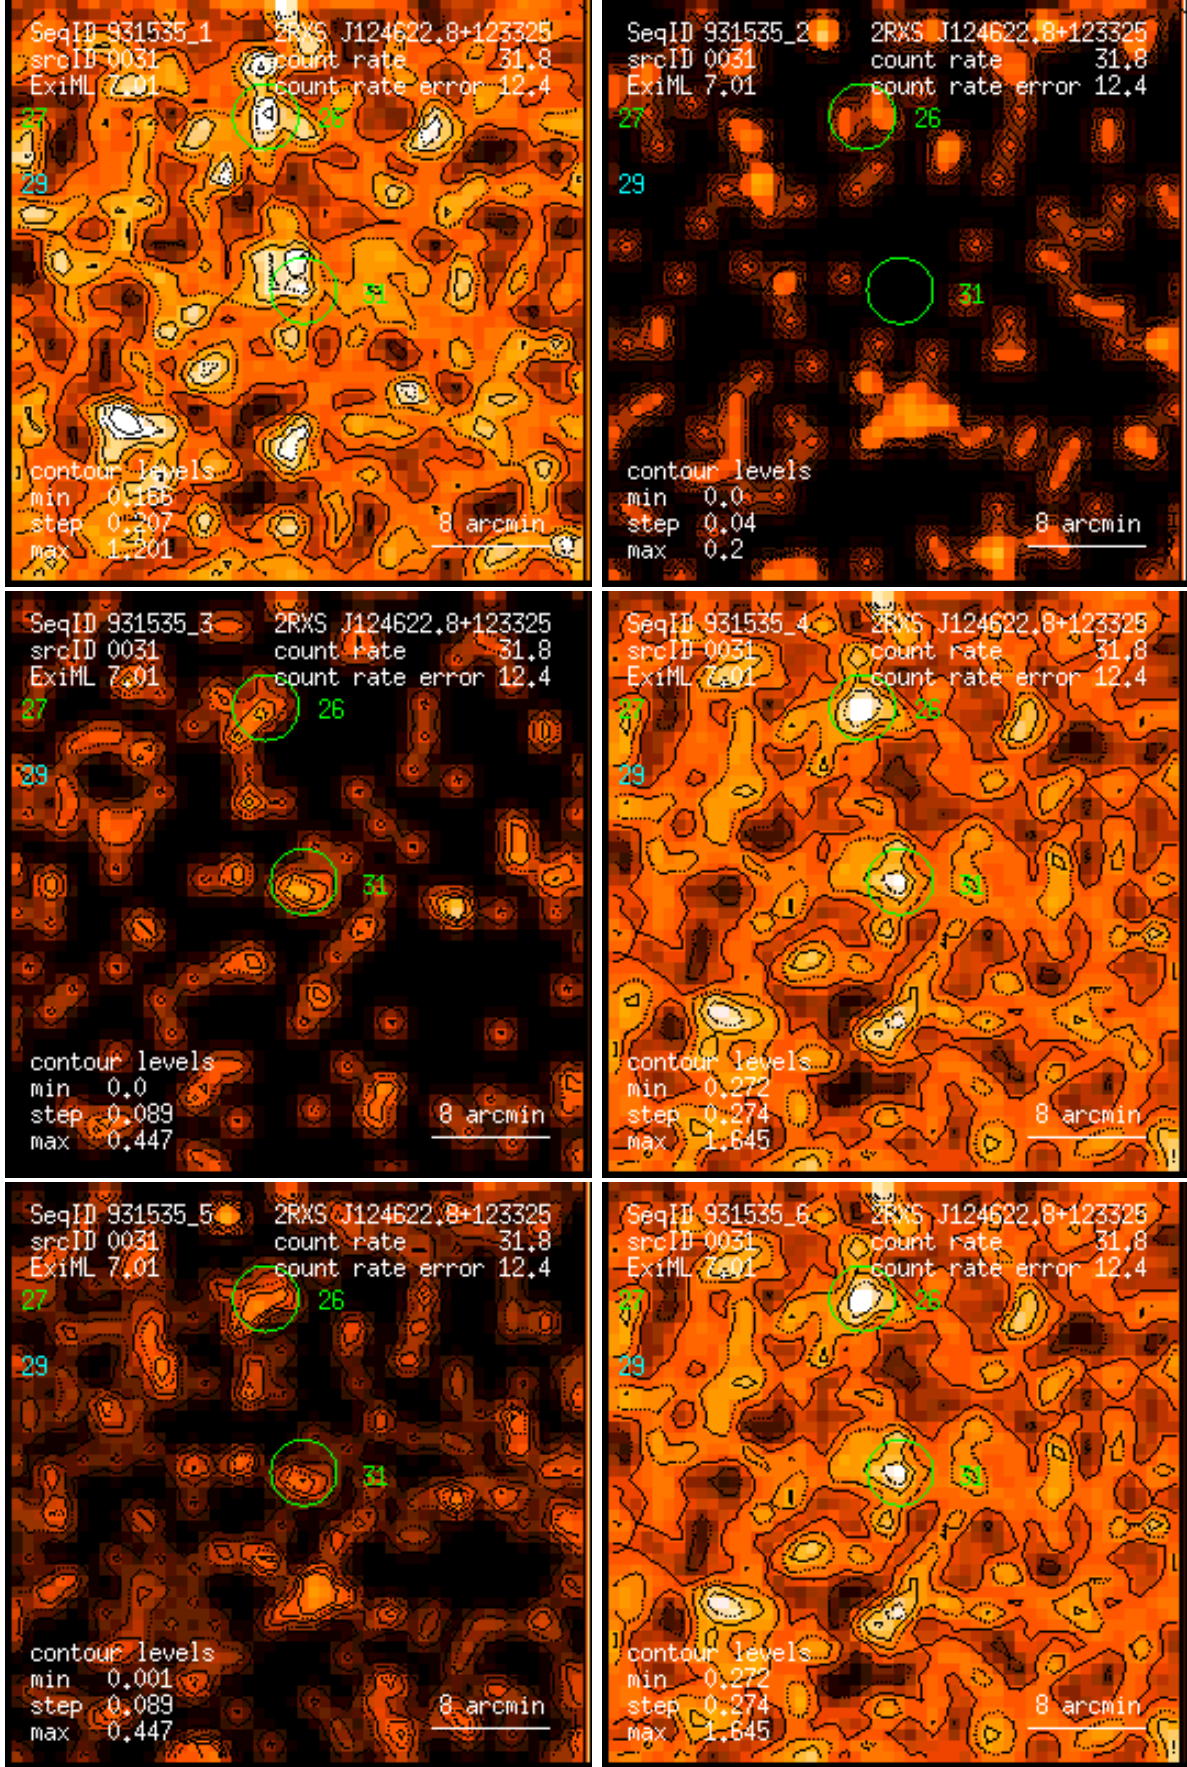 SeqID 931535_1 2RXS J124622.8+123325
srcID 0031 count rate 31.8
ExiML 7.01 count rate error 12.4
27 26
29
31
contour levels
min 0.166
step 0.207
max 1.201
8 arcmin
SeqID 931535_2 2RXS J124622.8+123325
srcID 0031 count rate 31.8
ExiML 7.01 count rate error 12.4
27 26
29
31
contour levels
min 0.0
step 0.04
max 0.2
8 arcmin
SeqID 931535_3 2RXS J124622.8+123325
srcID 0031 count rate 31.8
ExiML 7.01 count rate error 12.4
27 26
29
31
contour levels
min 0.0
step 0.089
max 0.447
8 arcmin
SeqID 931535_4 2RXS J124622.8+123325
srcID 0031 count rate 31.8
ExiML 7.01 count rate error 12.4
27 26
29
31
contour levels
min 0.272
step 0.274
max 1.645
8 arcmin
SeqID 931535_5 2RXS J124622.8+123325
srcID 0031 count rate 31.8
ExiML 7.01 count rate error 12.4
27 26
29
31
contour levels
min 0.001
step 0.089
max 0.447
8 arcmin
SeqID 931535_6 2RXS J124622.8+123325
srcID 0031 count rate 31.8
ExiML 7.01 count rate error 12.4
27 26
29
31
contour levels
min 0.272
step 0.274
max 1.645
8 arcmin